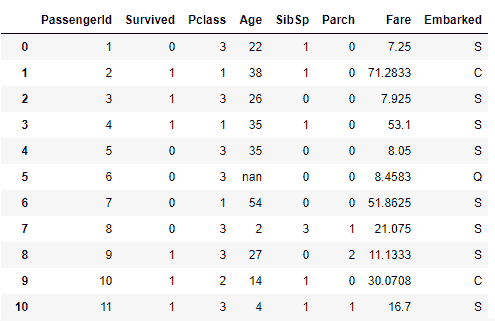 PassengerId Survived Pclass Age SibSp Parch Fare Embarked
0 1 0 3 22 1 0 7.25 S
1 2 1 1 38 1 0 71.2833 C
2 3 1 3 26 0 0 7.925 S
3 4 1 1 35 1 0 53.1 S
4 5 0 3 35 0 0 8.05 S
5 6 0 3 nan 0 0 8.4583 Q
6 7 0 1 54 0 0 51.8625 S
7 8 0 3 2 3 1 21.075 S
8 9 1 3 27 0 2 11.1333 S
9 10 1 2 14 1 0 30.0708 C
10 11 1 3 4 1 1 16.7 S